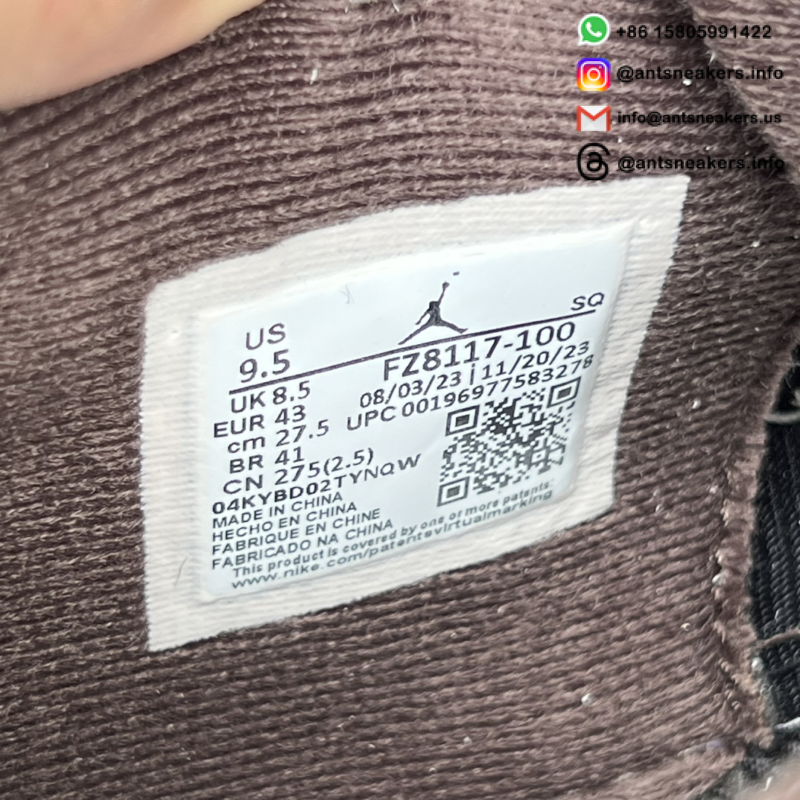 +86 15805991422
@antsneakers.info
info@antsneakers.us
@antsneakers.info
US
9.5
SQ
FZ8117-100
UK 8.5
08/03/23 | 11/20/23
EUR 43
UPC 00196977583278
cm 27.5
BR 41
CN 275(2.5)
04KYBD02TYNQW
MADE IN CHINA
HECHO EN CHINA
FABRIQUE EN CHINE
FABRICADO NA CHINA
This product is covered by one or more patents:
www.nike.com/patentsvirtualmarking